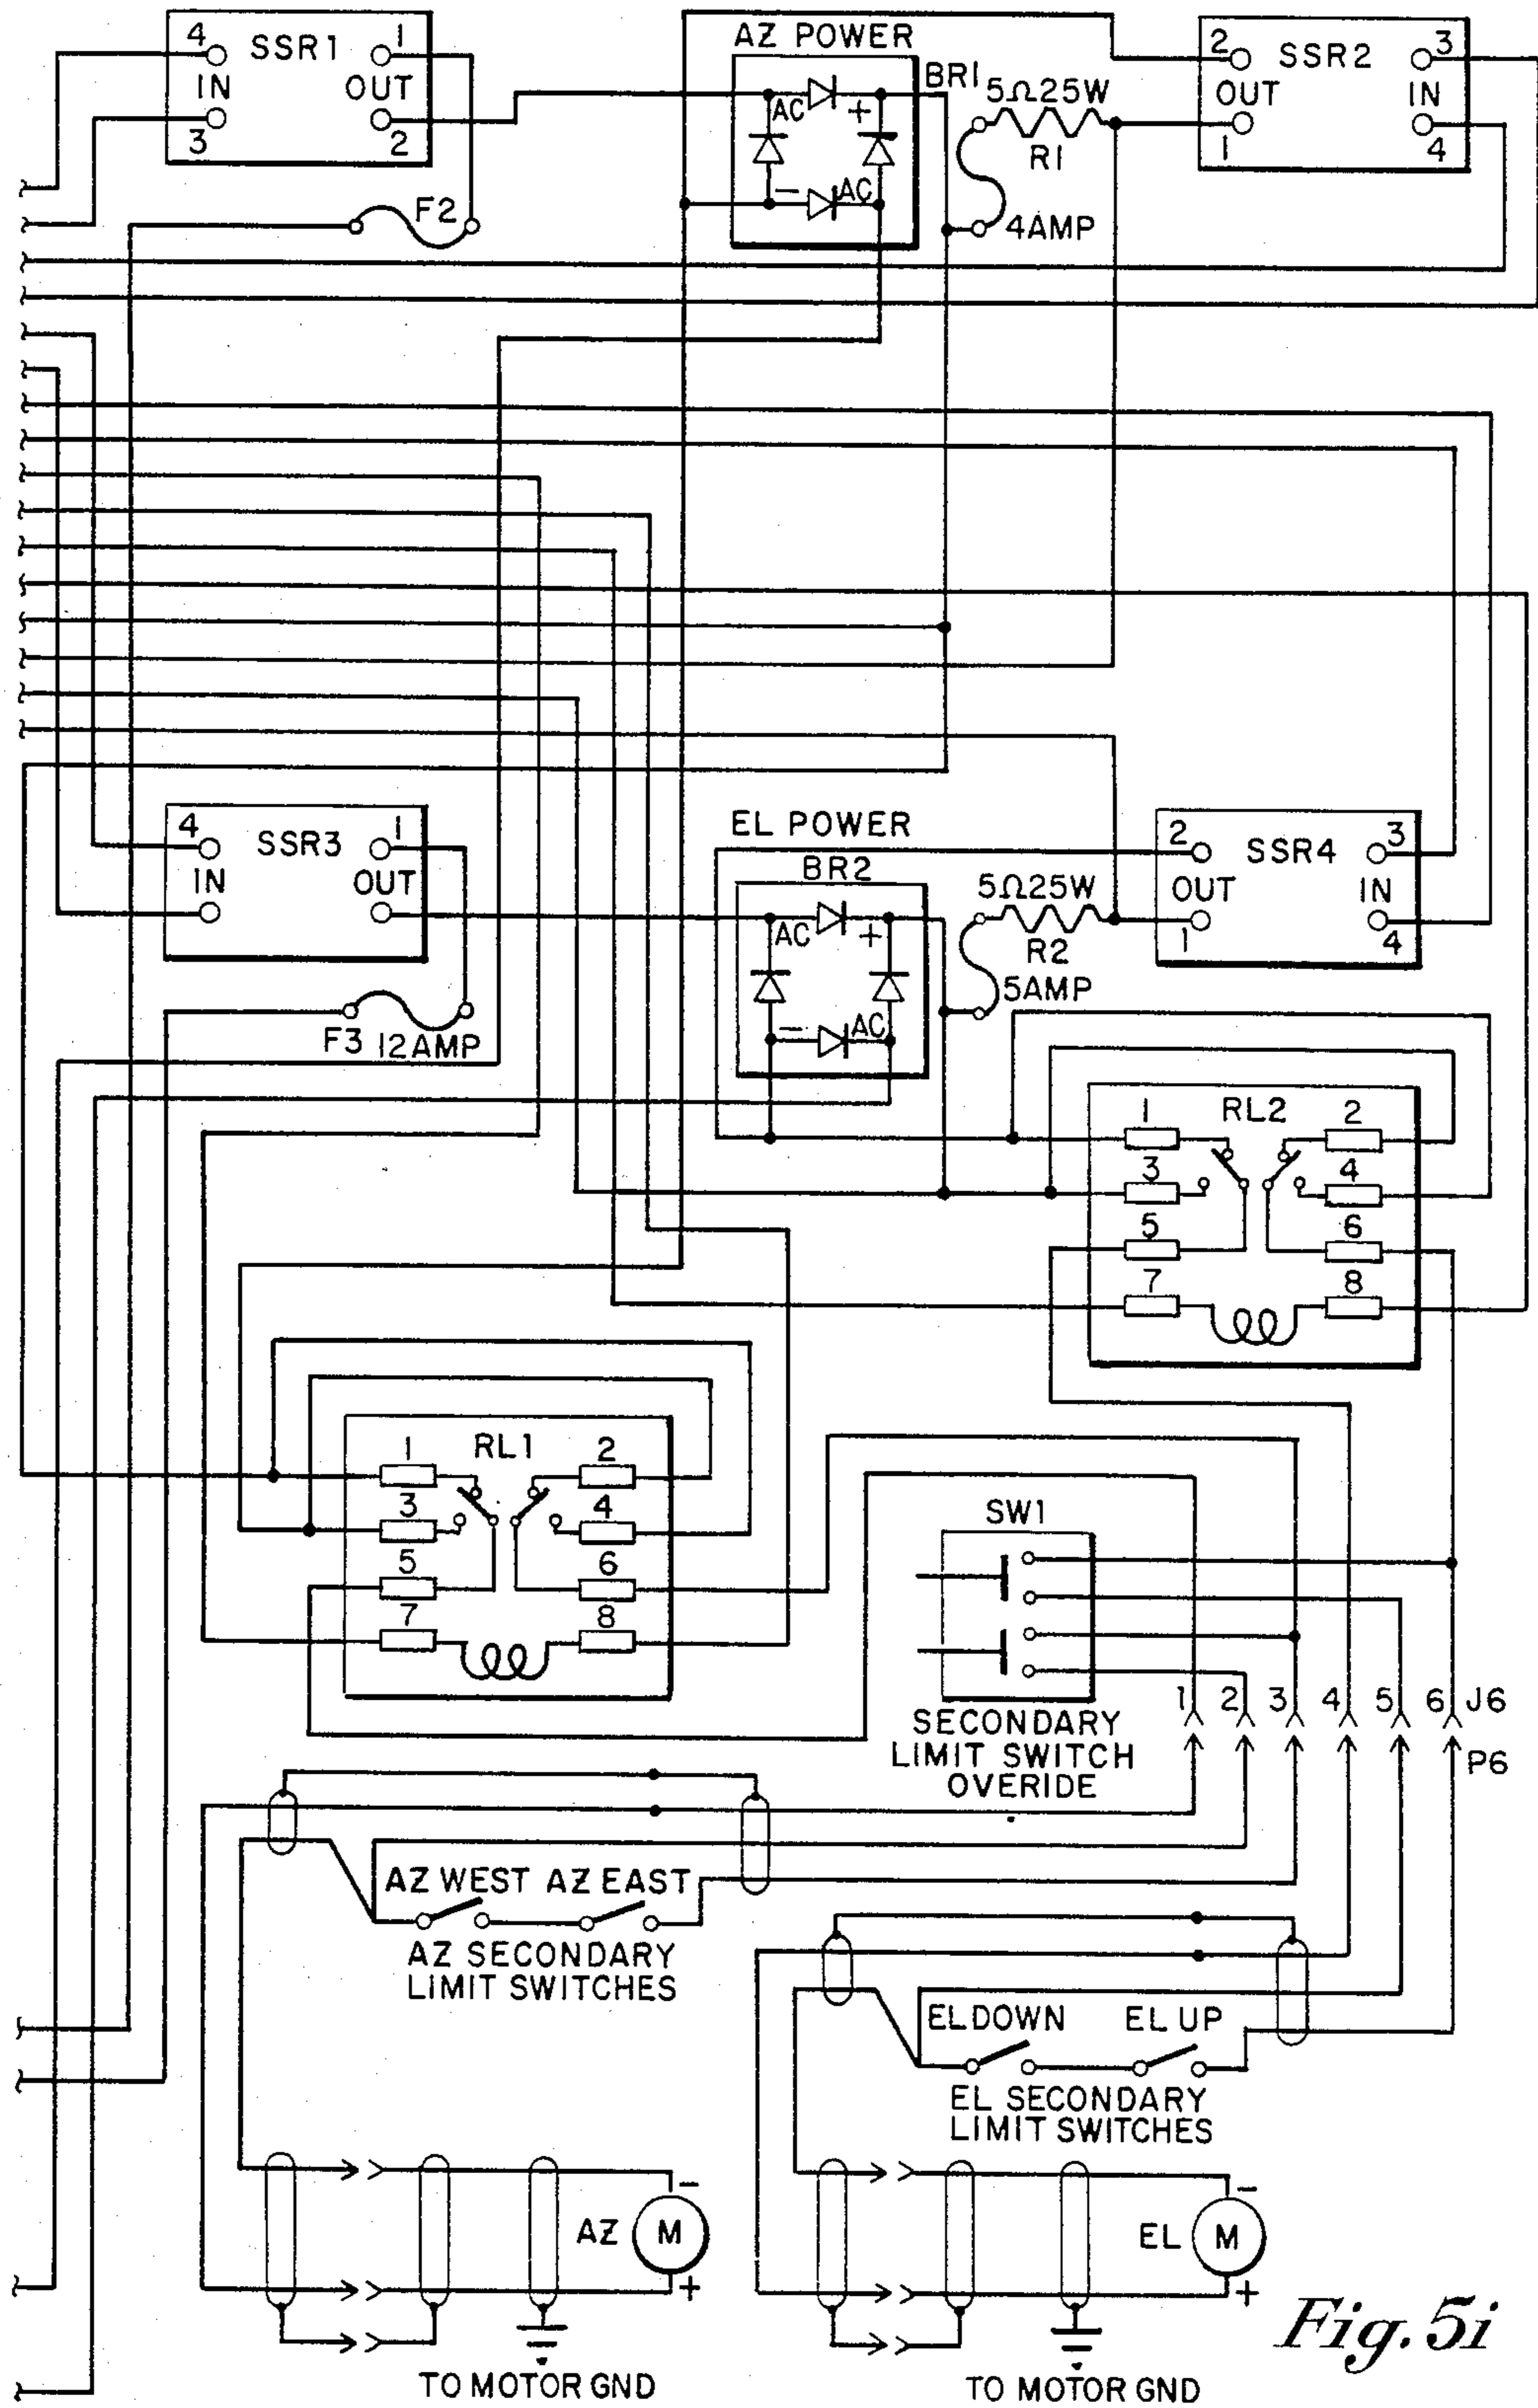 4 SSR1 1
IN OUT
3 2
F2
AZ POWER
BR1
AC +
- AC
5Ω25W
R1
4AMP
2 SSR2 3
OUT IN
1 4
4 SSR3 1
IN OUT
F3 12AMP
EL POWER
BR2
AC +
- AC
5Ω25W
R2
5AMP
2 SSR4 3
OUT IN
1 4
1 RL2 2
3 4
5 6
7 8
1 RL1 2
3 4
5 6
7 8
SW1
SECONDARY
LIMIT SWITCH
OVERIDE
1 2 3 4 5 6 J6
P6
AZ WEST AZ EAST
AZ SECONDARY
LIMIT SWITCHES
EL DOWN EL UP
EL SECONDARY
LIMIT SWITCHES
-
AZ M
+
-
EL M
+
TO MOTOR GND
TO MOTOR GND
Fig. 5i